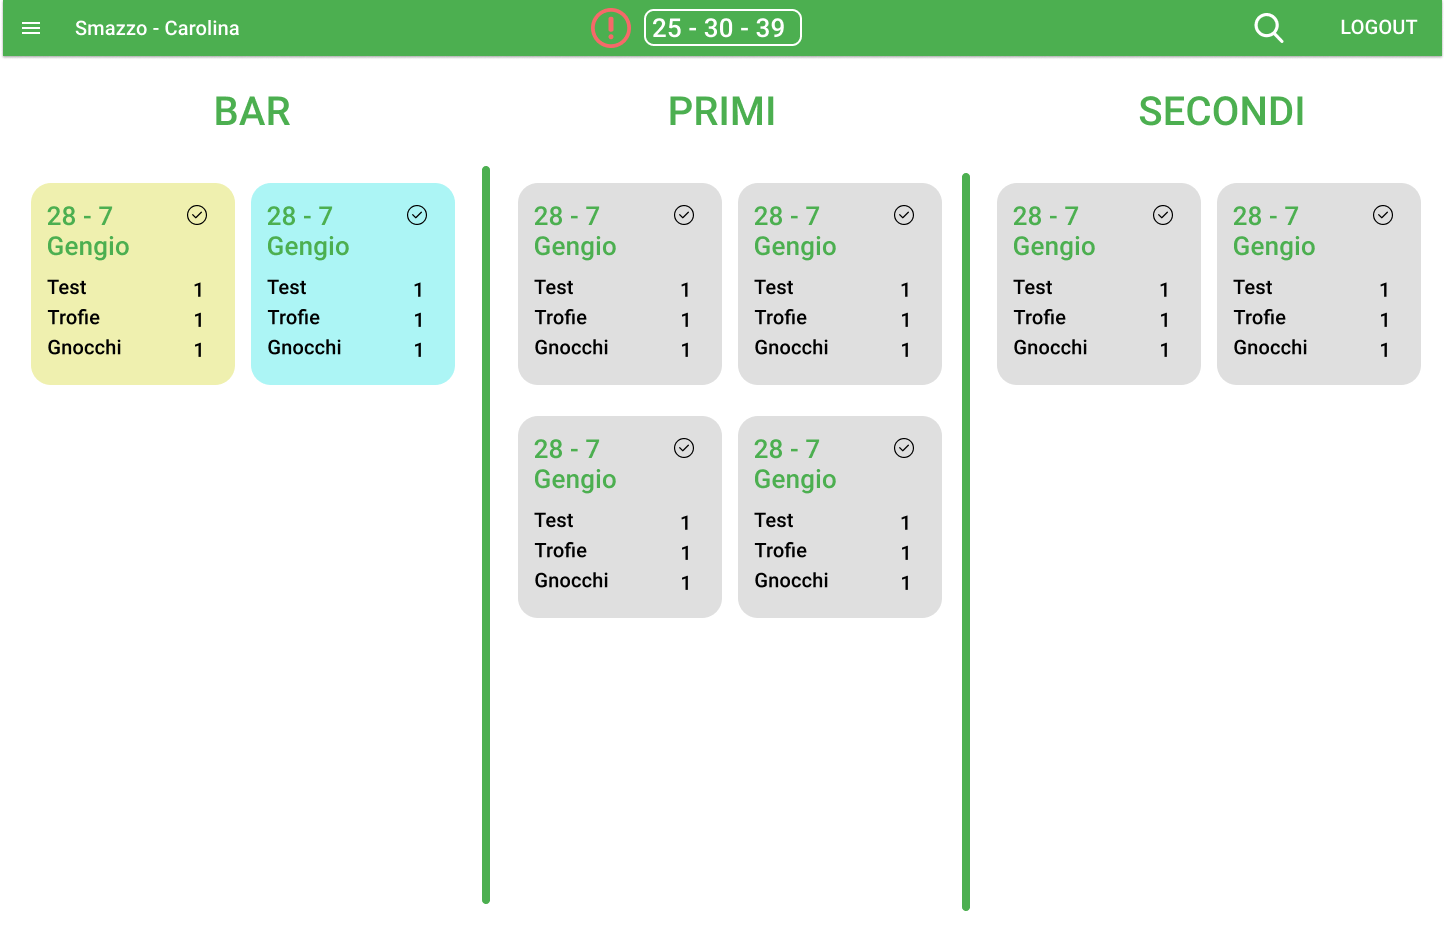 Smazzo - Carolina
25 - 30 - 39
LOGOUT
BAR
28 - 7
Gengio
Test 1
Trofie 1
Gnocchi 1
28 - 7
Gengio
Test 1
Trofie 1
Gnocchi 1
PRIMI
28 - 7
Gengio
Test 1
Trofie 1
Gnocchi 1
28 - 7
Gengio
Test 1
Trofie 1
Gnocchi 1
28 - 7
Gengio
Test 1
Trofie 1
Gnocchi 1
28 - 7
Gengio
Test 1
Trofie 1
Gnocchi 1
SECONDI
28 - 7
Gengio
Test 1
Trofie 1
Gnocchi 1
28 - 7
Gengio
Test 1
Trofie 1
Gnocchi 1